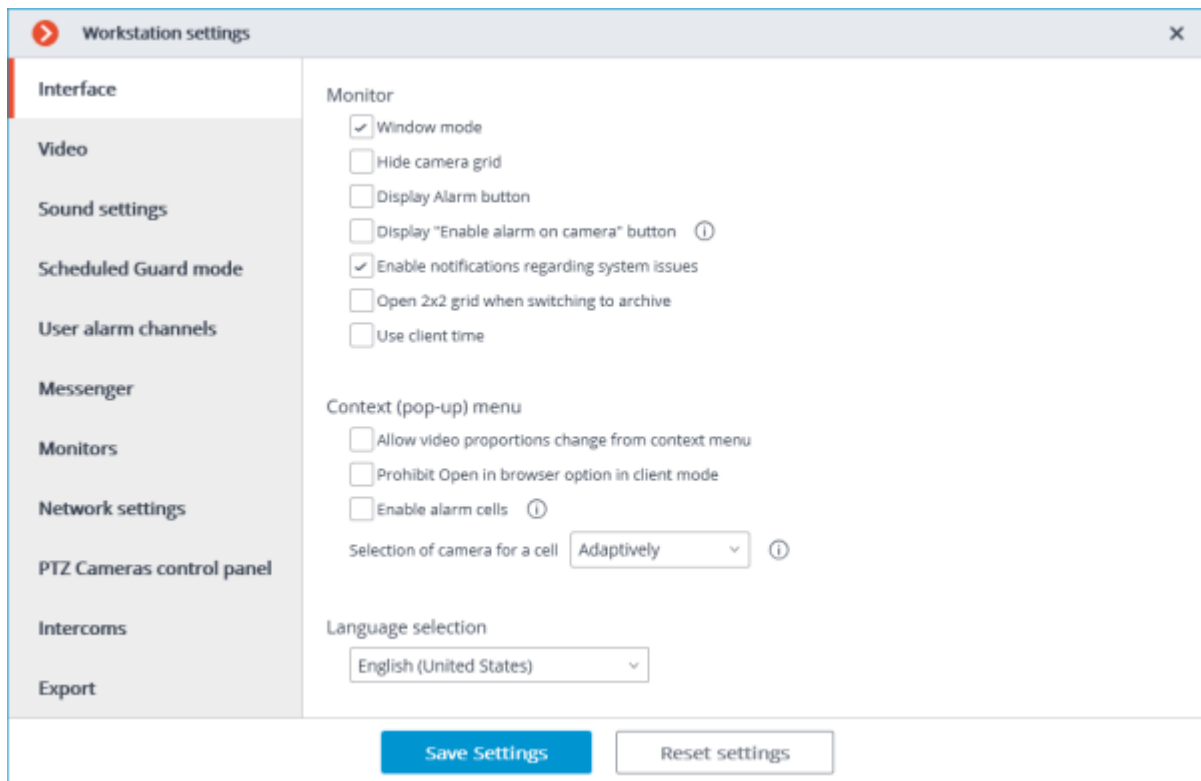 Workstation settings
Interface
Video
Sound settings
Scheduled Guard mode
User alarm channels
Messenger
Monitors
Network settings
PTZ Cameras control panel
Intercoms
Export
Monitor
Window mode
Hide camera grid
Display Alarm button
Display "Enable alarm on camera" button
Enable notifications regarding system issues
Open 2x2 grid when switching to archive
Use client time
Context (pop-up) menu
Allow video proportions change from context menu
Prohibit Open in browser option in client mode
Enable alarm cells
Selection of camera for a cell Adaptively
Language selection
English (United States)
Save Settings Reset settings